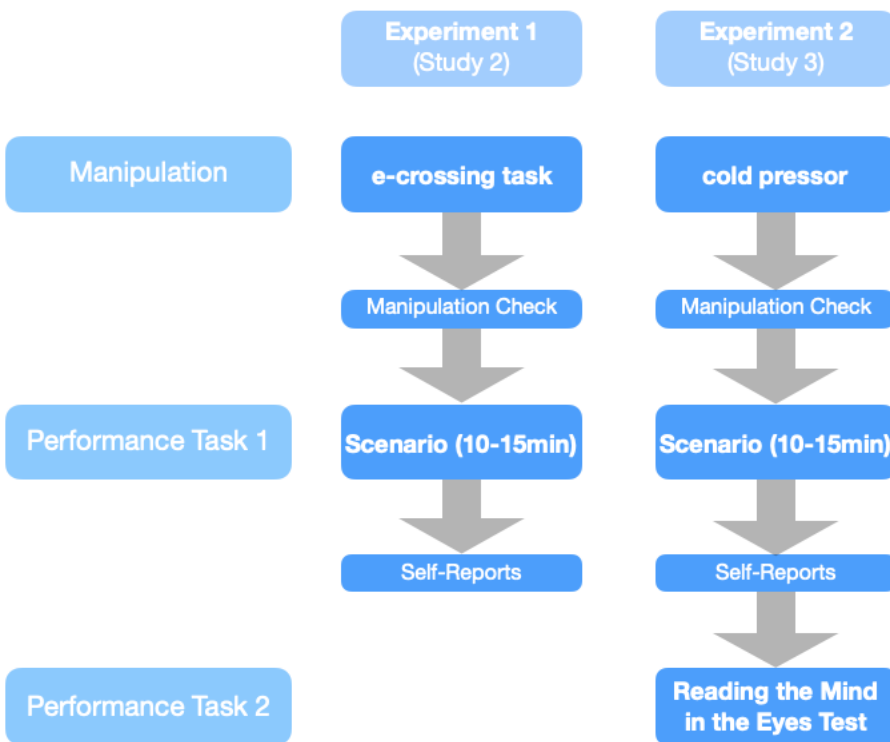 Experiment 1
(Study 2)
Experiment 2
(Study 3)
Manipulation
e-crossing task
cold pressor
Manipulation Check
Manipulation Check
Performance Task 1
Scenario (10-15min)
Scenario (10-15min)
Self-Reports
Self-Reports
Performance Task 2
Reading the Mind
in the Eyes Test